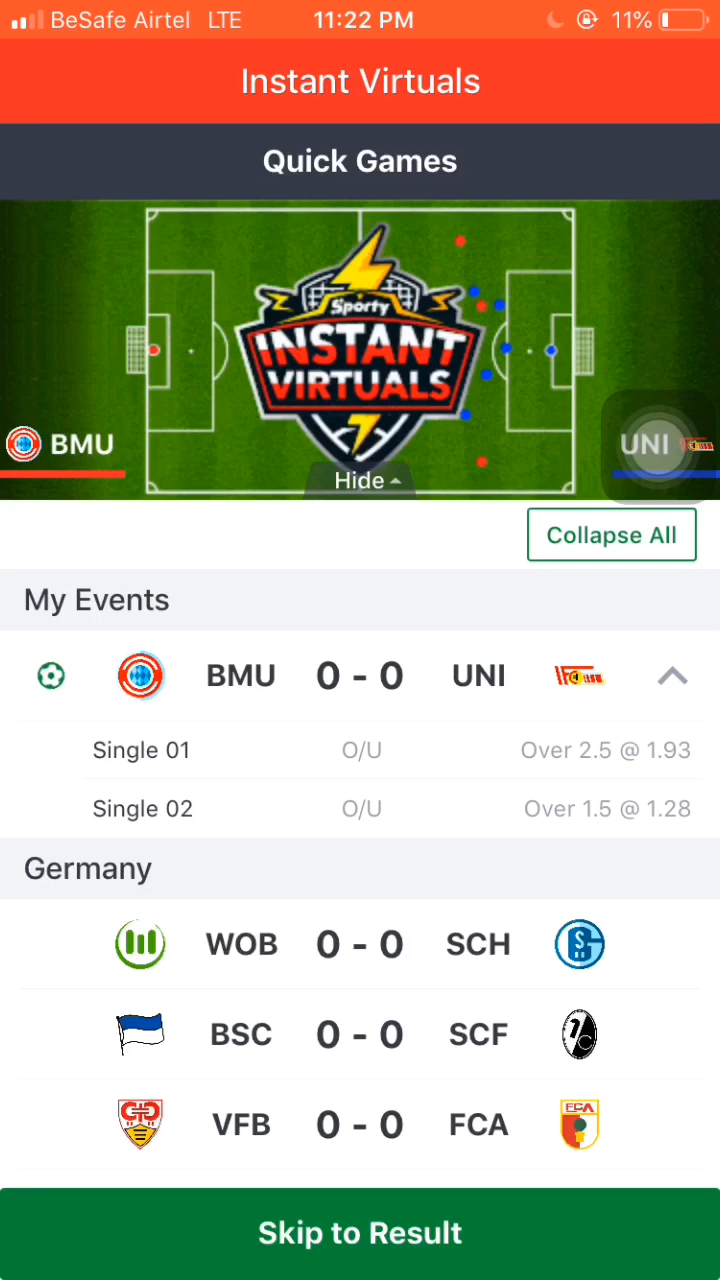 BeSafe Airtel LTE 11:22 PM 11%
Instant Virtuals
Quick Games
Sporty
INSTANT
VIRTUALS
BMU UNI
Hide
Collapse All
My Events
BMU 0 - 0 UNI
Single 01 O/U Over 2.5 @ 1.93
Single 02 O/U Over 1.5 @ 1.28
Germany
WOB 0 - 0 SCH
BSC 0 - 0 SCF
VFB 0 - 0 FCA FCA
Skip to Result